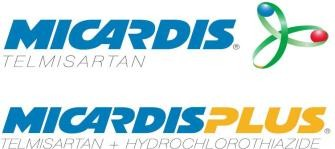 MICARDIS®
TELMISARTAN
MICARDISPLUS®
TELMISARTAN + HYDROCHLOROTHIAZIDE